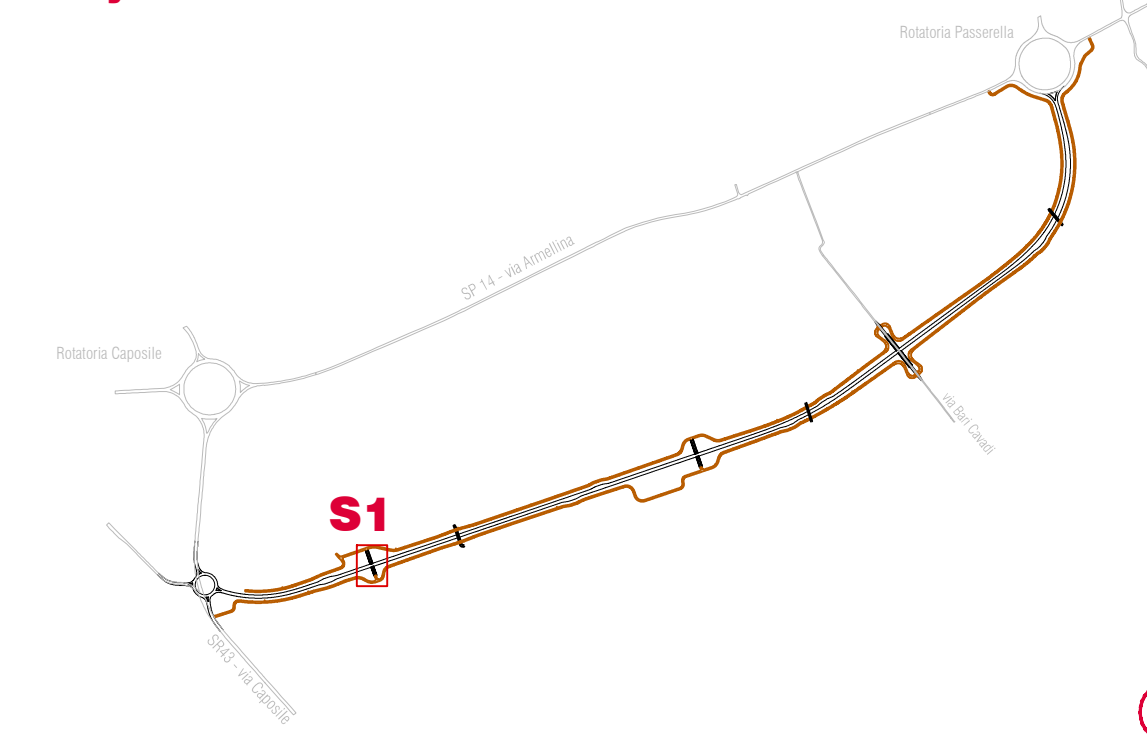 Rotatoria Passerella
SP 14 - via Armellina
Rotatoria Caposile
via Bari Cavadi
S1
SR43 - via Caposile